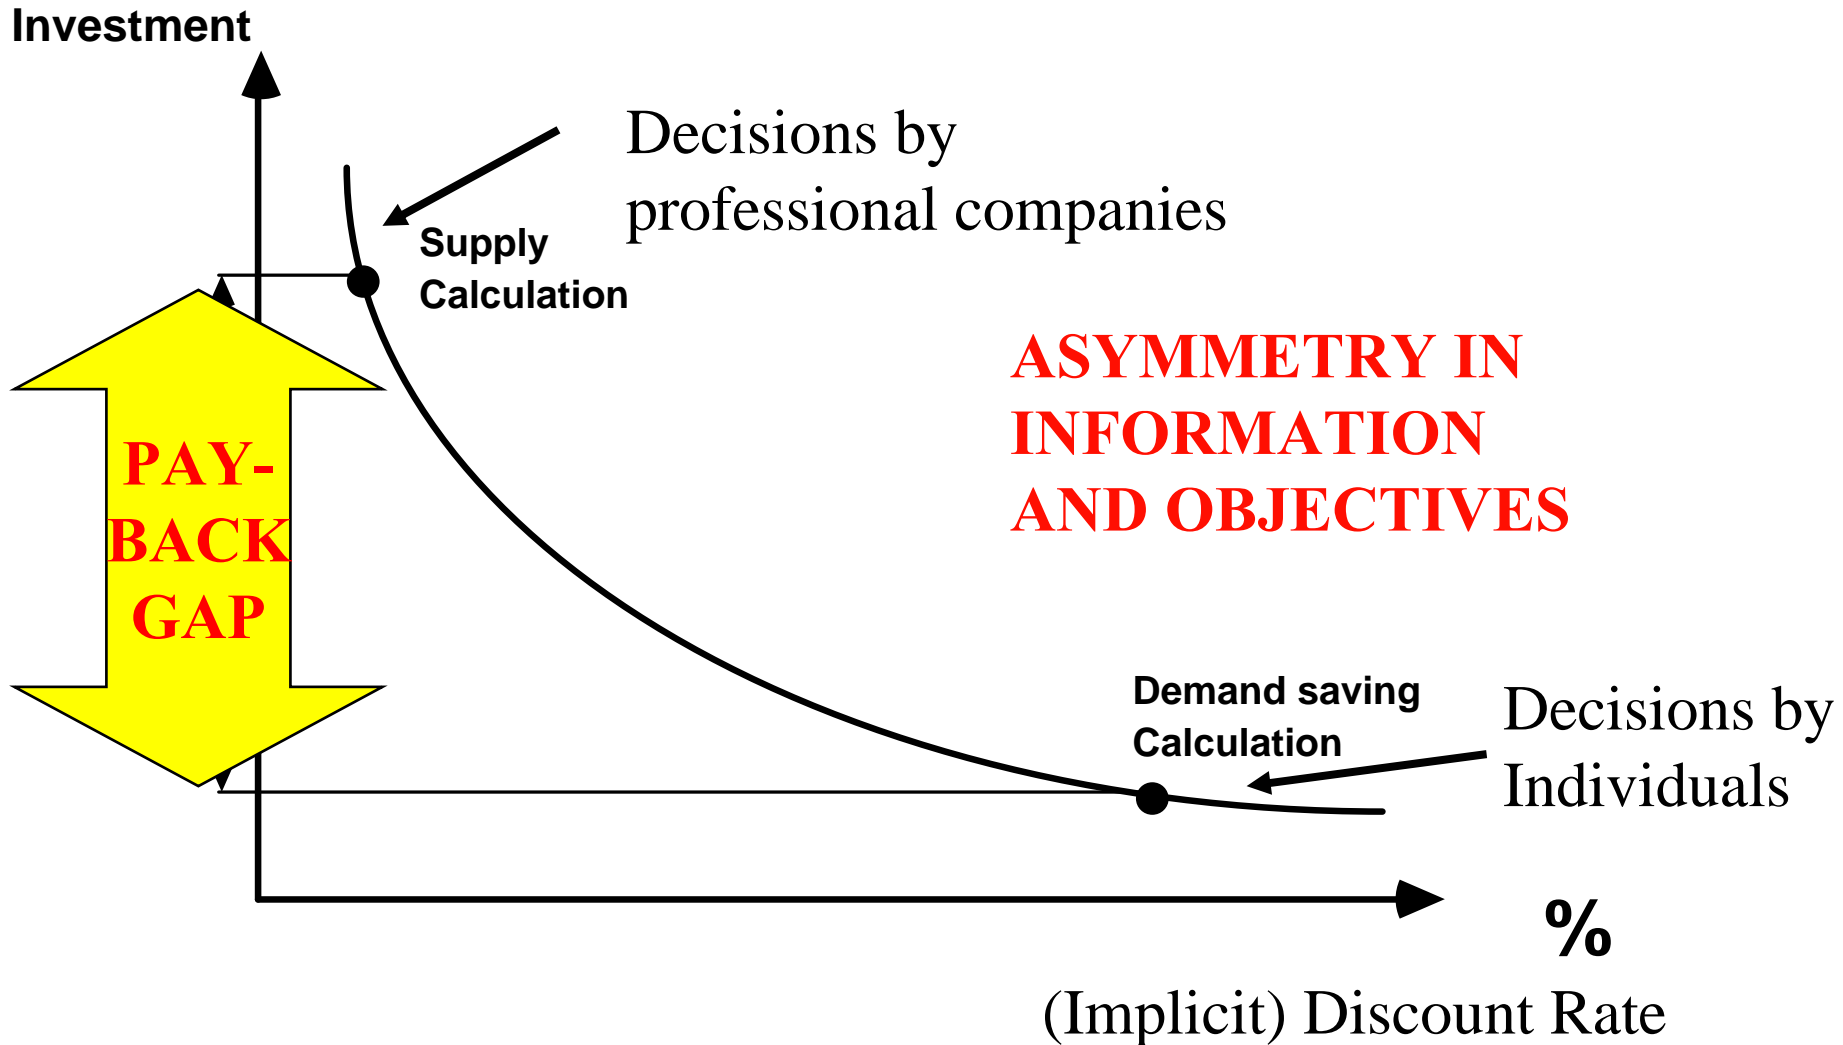 Investment
Decisions by
professional companies
Supply
Calculation
ASYMMETRY IN
INFORMATION
AND OBJECTIVES
PAY-
BACK
GAP
Demand saving
Calculation
Decisions by
Individuals
%
(Implicit) Discount Rate